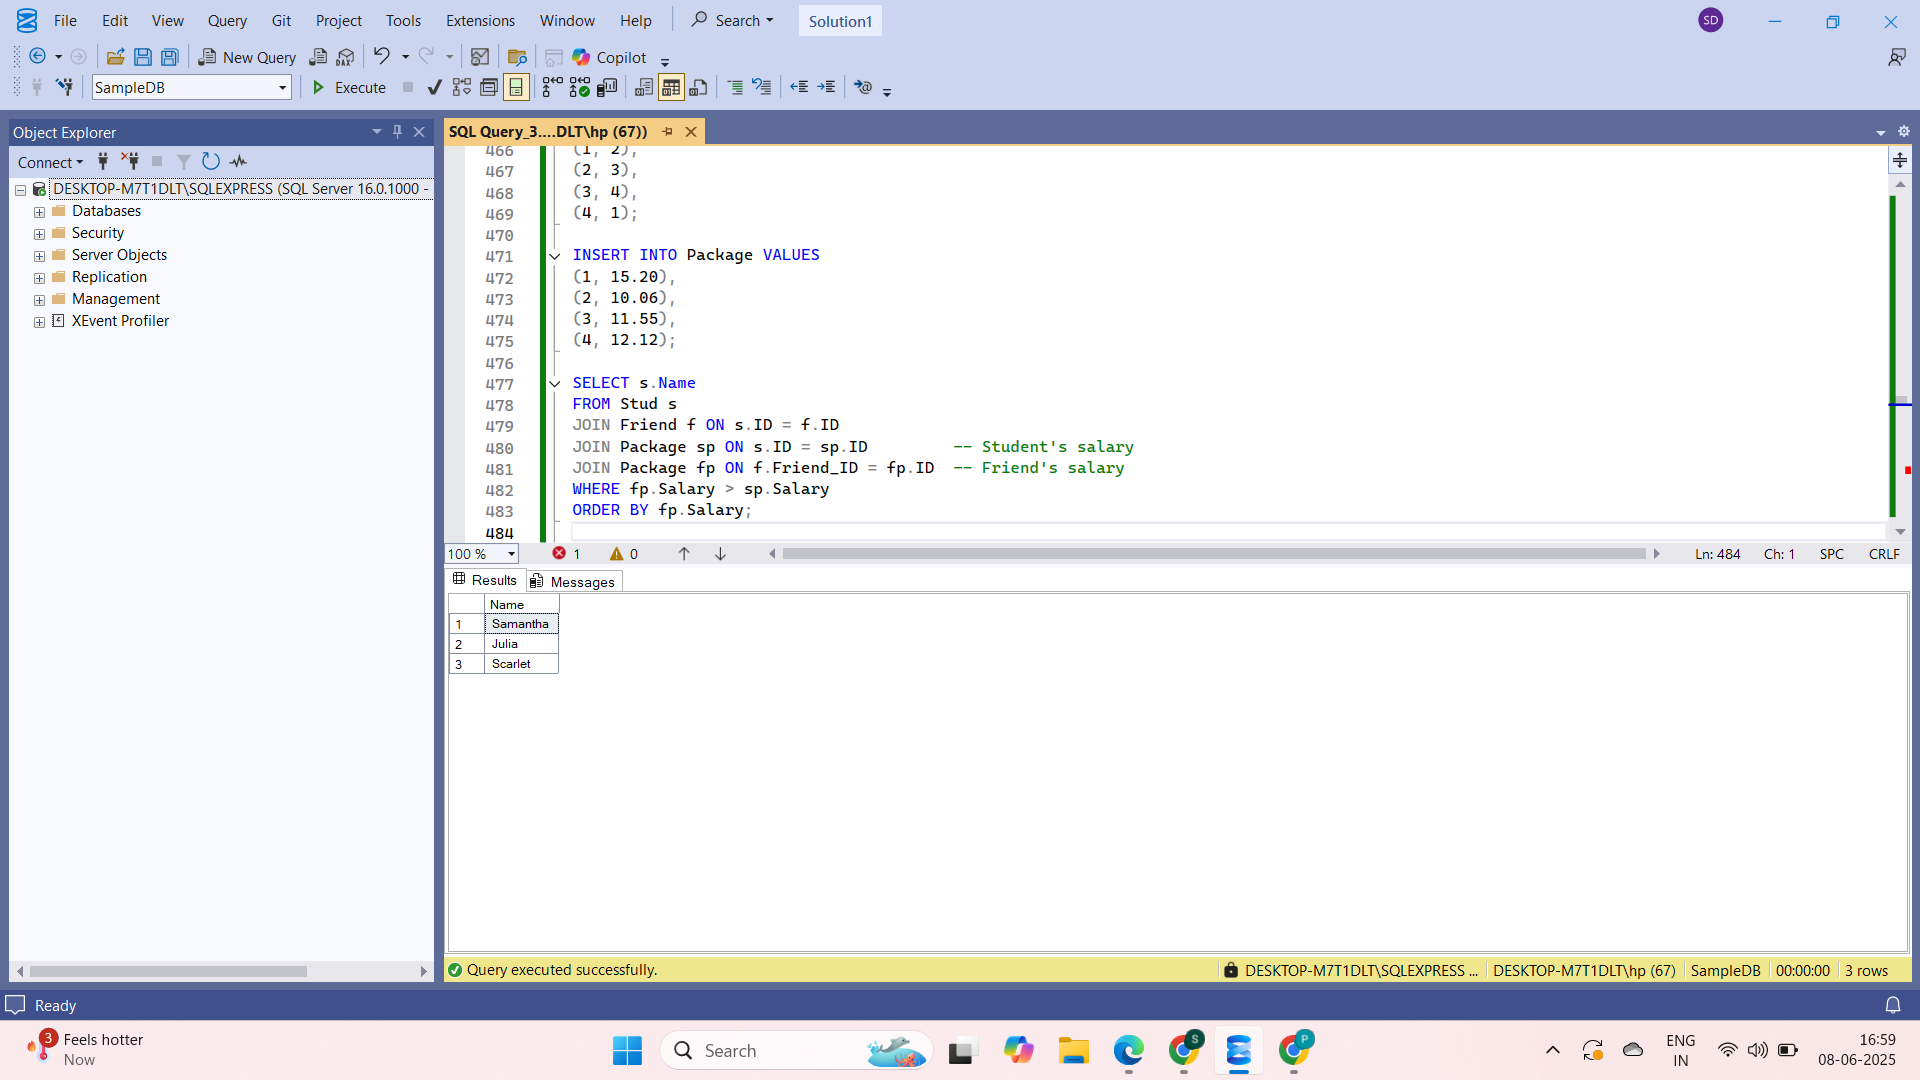 File Edit View Query Git Project Tools Extensions Window Help Search Solution1 SD
New Query DAX Copilot
SampleDB Execute
Object Explorer
Connect
DESKTOP-M7T1DLT\SQLEXPRESS (SQL Server 16.0.1000 -
Databases
Security
Server Objects
Replication
Management
XEvent Profiler
SQL Query_3....DLT\hp (67))
466 (1, 2),
467 (2, 3),
468 (3, 4),
469 (4, 1);
470
471 INSERT INTO Package VALUES
472 (1, 15.20),
473 (2, 10.06),
474 (3, 11.55),
475 (4, 12.12);
476
477 SELECT s.Name
478 FROM Stud s
479 JOIN Friend f ON s.ID = f.ID
480 JOIN Package sp ON s.ID = sp.ID -- Student's salary
481 JOIN Package fp ON f.Friend_ID = fp.ID -- Friend's salary
482 WHERE fp.Salary > sp.Salary
483 ORDER BY fp.Salary;
484
100 % 1 0 Ln: 484 Ch: 1 SPC CRLF
Results Messages
Name
1 Samantha
2 Julia
3 Scarlet
Query executed successfully. DESKTOP-M7T1DLT\SQLEXPRESS ... DESKTOP-M7T1DLT\hp (67) SampleDB 00:00:00 3 rows
Ready
3 Feels hotter
Now
Search
S
P
ENG
IN
16:59
08-06-2025